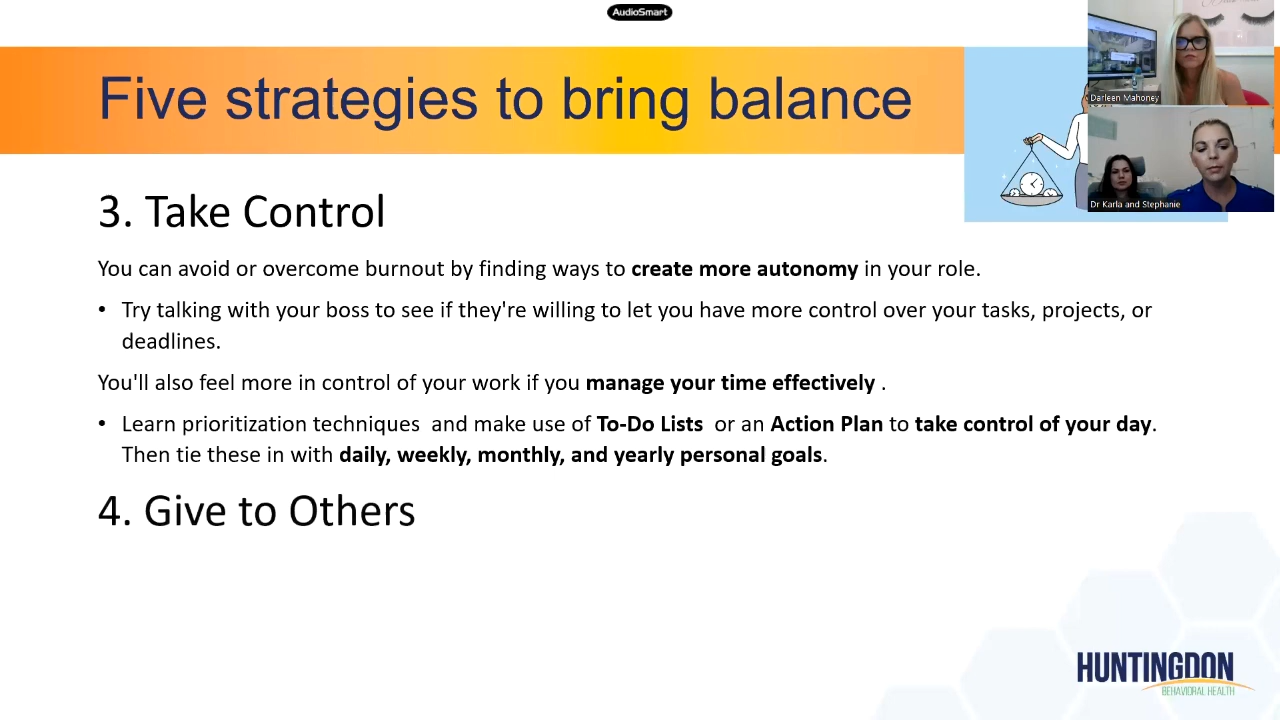 AudioSmart
Five strategies to bring balance
Darleen Mahoney
Dr Karla and Stephanie
3. Take Control
You can avoid or overcome burnout by finding ways to create more autonomy in your role.
• Try talking with your boss to see if they're willing to let you have more control over your tasks, projects, or
deadlines.
You'll also feel more in control of your work if you manage your time effectively .
• Learn prioritization techniques  and make use of To-Do Lists  or an Action Plan to take control of your day.
Then tie these in with daily, weekly, monthly, and yearly personal goals.
4. Give to Others
HUNTINGDON
BEHAVIORAL HEALTH